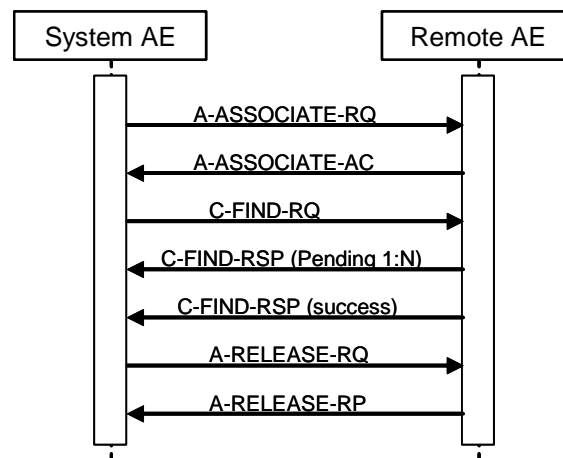 System AE
Remote AE
A-ASSOCIATE-RQ
A-ASSOCIATE-AC
C-FIND-RQ
C-FIND-RSP (Pending 1:N)
C-FIND-RSP (success)
A-RELEASE-RQ
A-RELEASE-RP